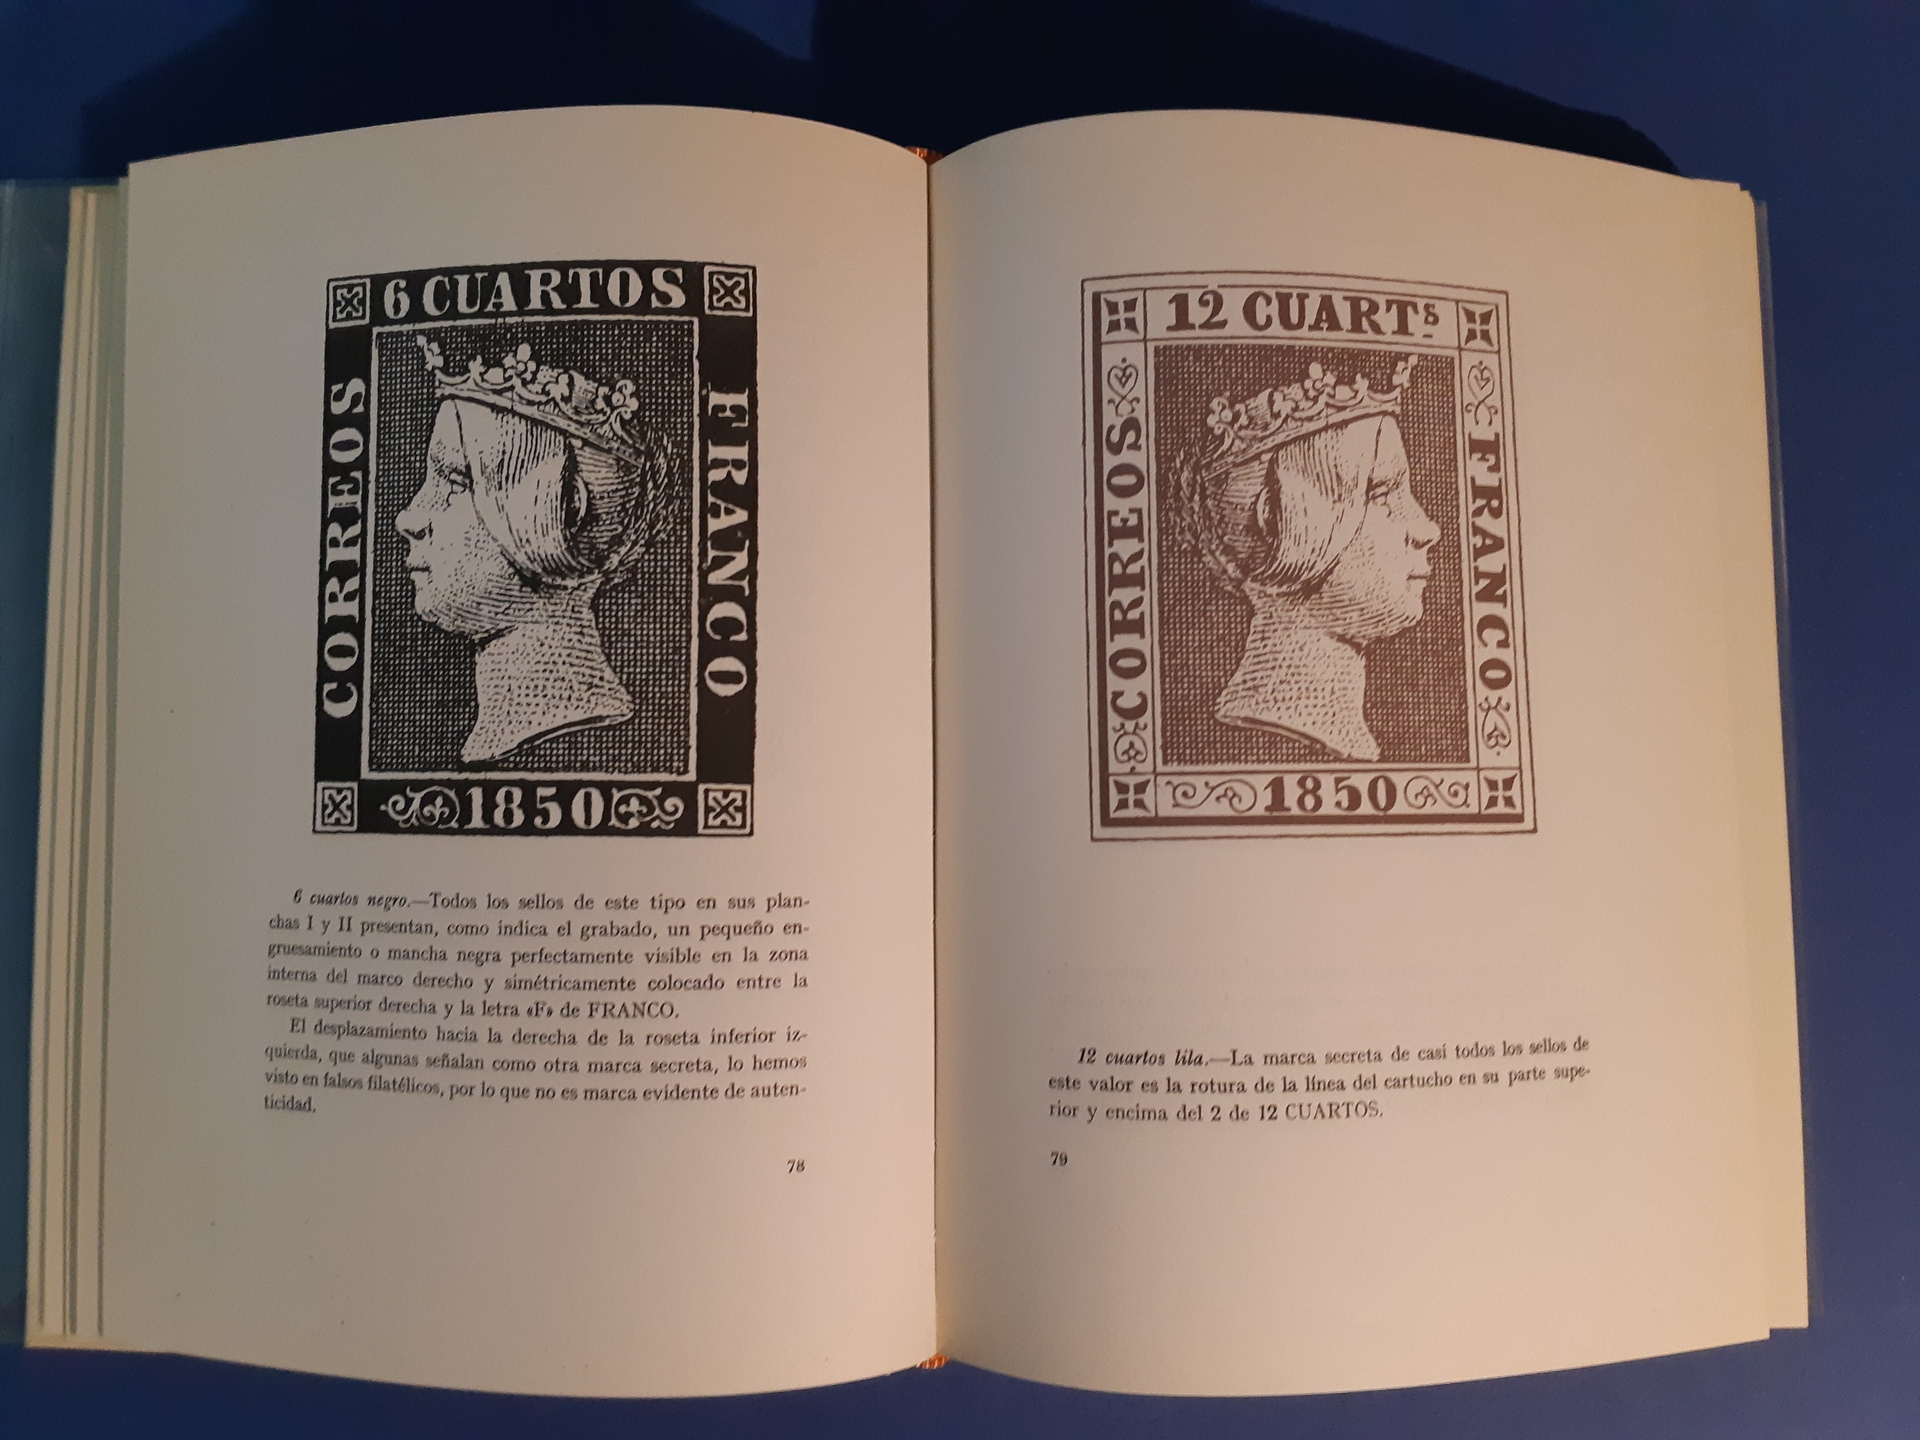 6 CUARTOS
CORREOS
FRANCO
1850
6 cuartos negro.—Todos los sellos de este tipo en sus plan-
chas I y II presentan, como indica el grabado, un pequeño en-
gruesamiento o mancha negra perfectamente visible en la zona
interna del marco derecho y simétricamente colocado entre la
roseta superior derecha y la letra «F» de FRANCO.
El desplazamiento hacia la derecha de la roseta inferior iz-
quierda, que algunas señalan como otra marca secreta, lo hemos
visto en falsos filatélicos, por lo que no es marca evidente de auten-
ticidad.
78
12 CUARTS
CORREOS
FRANCO
1850
12 cuartos lila.—La marca secreta de casi todos los sellos de
este valor es la rotura de la línea del cartucho en su parte supe-
rior y encima del 2 de 12 CUARTOS.
79